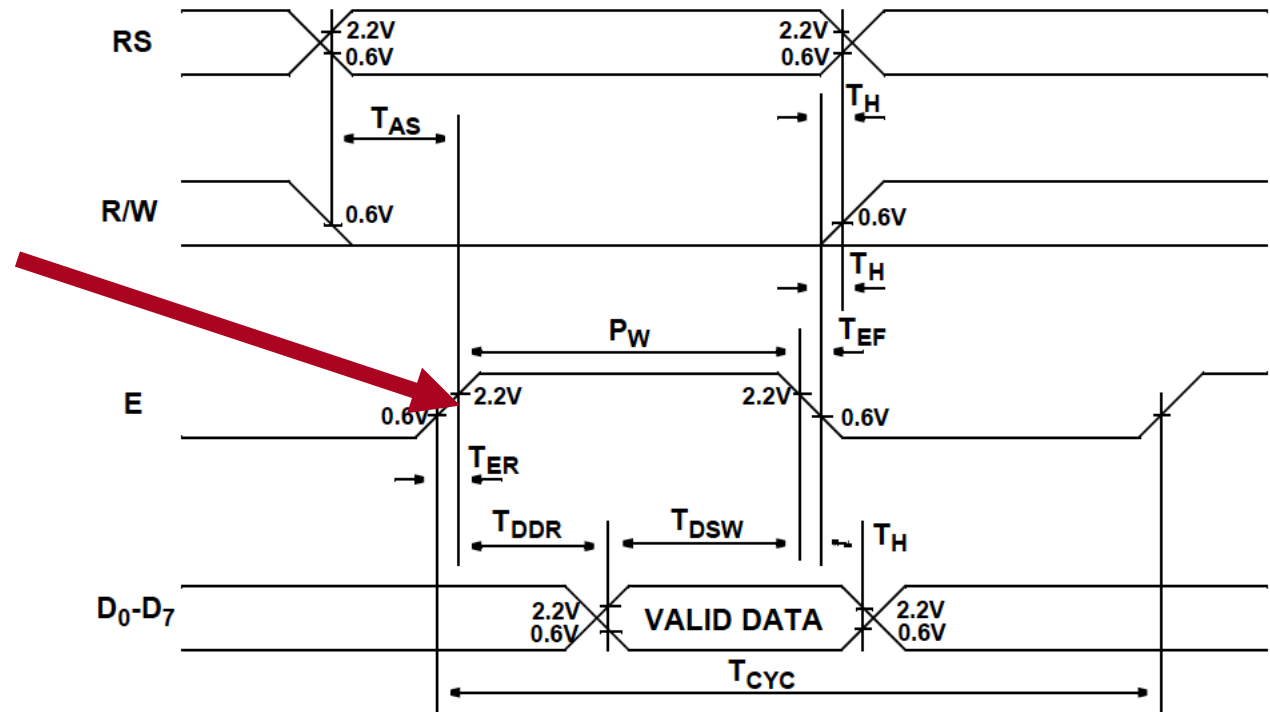 RS
2.2V
0.6V
2.2V
0.6V
TH
TAS
R/W
0.6V
0.6V
TH
PW
TEF
E
0.6V
2.2V
2.2V
0.6V
TER
TDDR
TDSW
TH
D0-D7
2.2V
0.6V
VALID DATA
2.2V
0.6V
TCYC